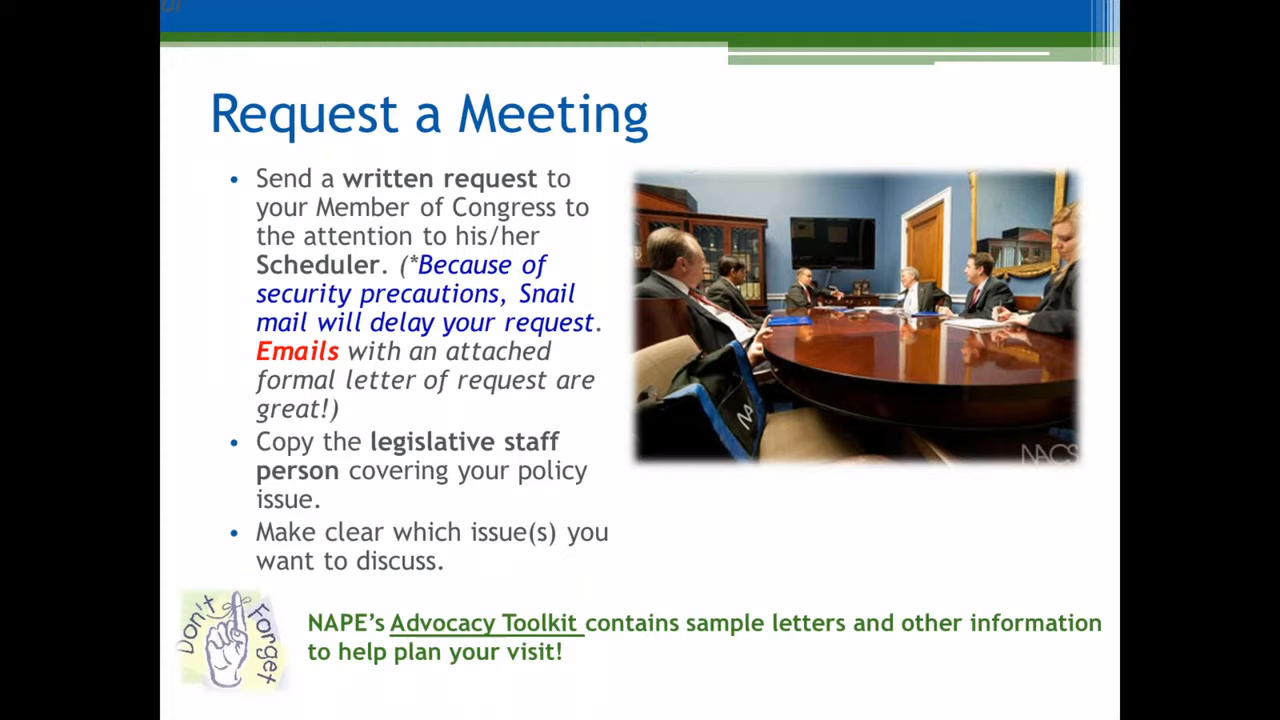 Request a Meeting
• Send a written request to
your Member of Congress to
the attention to his/her
Scheduler. (*Because of
security precautions, Snail
mail will delay your request.
Emails with an attached
formal letter of request are
great!)
• Copy the legislative staff
person covering your policy
issue.
• Make clear which issue(s) you
want to discuss.
NACS
Don't
Forget
NAPE's Advocacy Toolkit contains sample letters and other information
to help plan your visit!